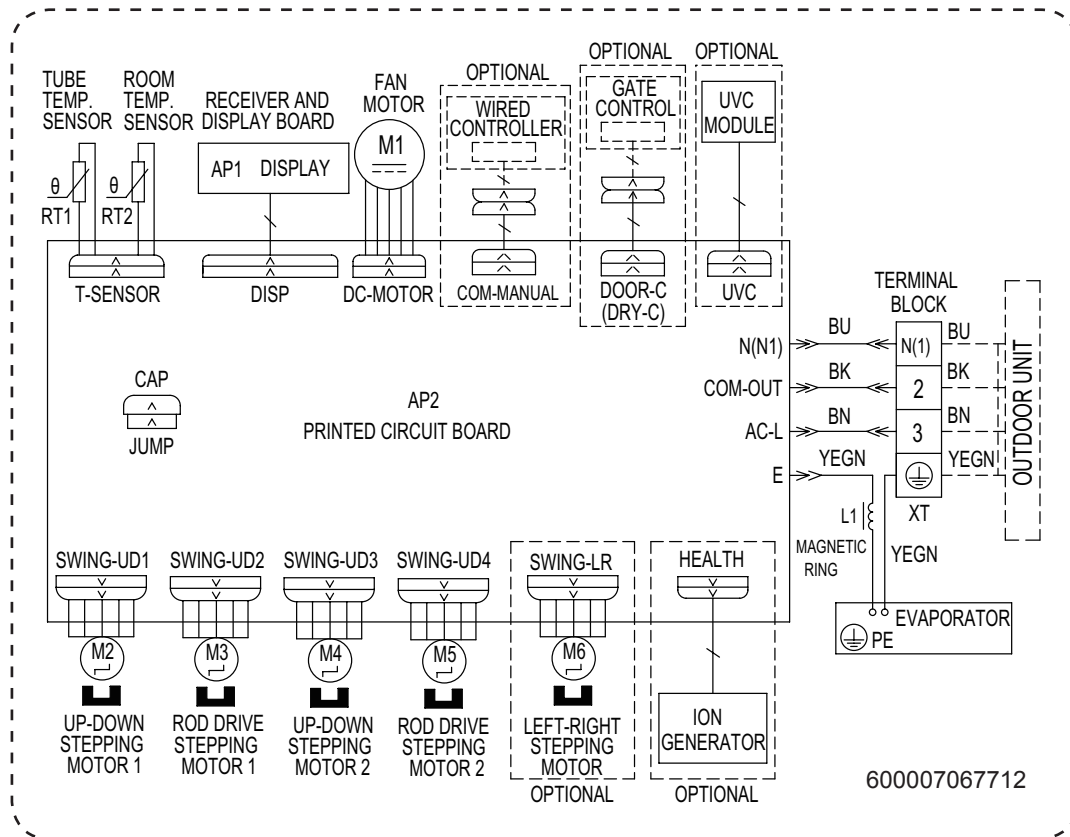 TUBE
TEMP.
SENSOR
ROOM
TEMP.
SENSOR
RECEIVER AND
DISPLAY BOARD
FAN
MOTOR
OPTIONAL
WIRED
CONTROLLER
OPTIONAL
GATE
CONTROL
OPTIONAL
UVC
MODULE
θ
RT1
θ
RT2
AP1 DISPLAY
M1
T-SENSOR
DISP
DC-MOTOR
COM-MANUAL
DOOR-C
(DRY-C)
UVC
TERMINAL
BLOCK
N(N1)
BU
N(1)
BU
COM-OUT
BK
2
BK
AC-L
BN
3
BN
E
YEGN
YEGN
XT
OUTDOOR UNIT
CAP
JUMP
AP2
PRINTED CIRCUIT BOARD
L1
MAGNETIC
RING
YEGN
EVAPORATOR
PE
SWING-UD1
SWING-UD2
SWING-UD3
SWING-UD4
SWING-LR
HEALTH
M2
M3
M4
M5
M6
UP-DOWN
STEPPING
MOTOR 1
ROD DRIVE
STEPPING
MOTOR 1
UP-DOWN
STEPPING
MOTOR 2
ROD DRIVE
STEPPING
MOTOR 2
LEFT-RIGHT
STEPPING
MOTOR
OPTIONAL
ION
GENERATOR
OPTIONAL
600007067712